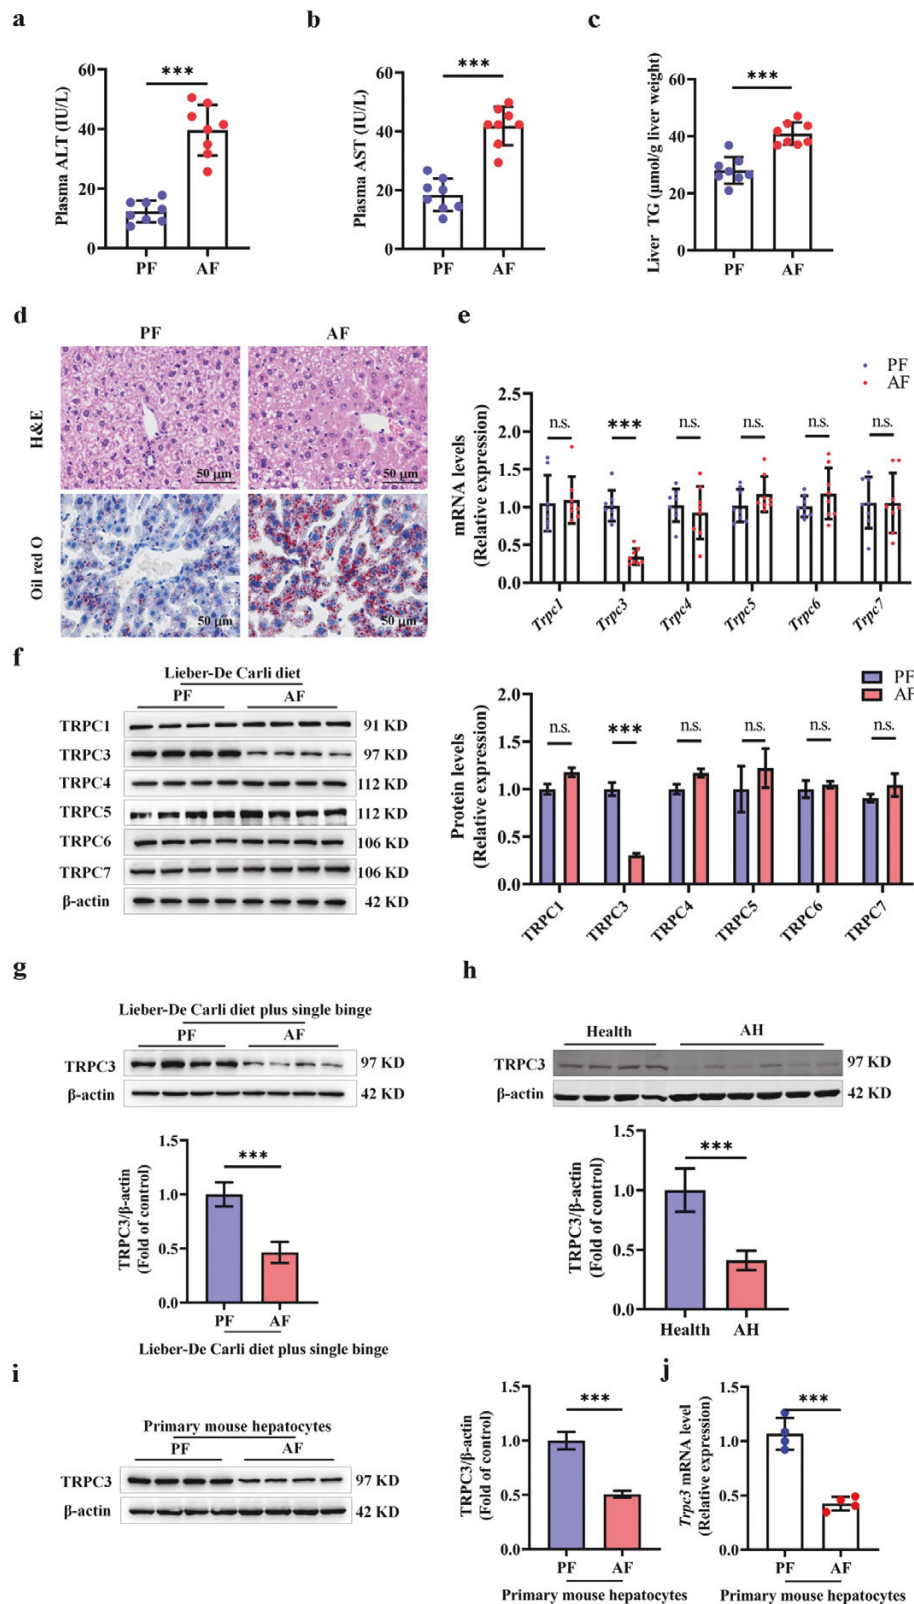 a
b
c
***
***
***
Plasma ALT (IU/L)
60
40
20
0
PF
AF
Plasma AST (IU/L)
60
40
20
0
PF
AF
Liver TG (μmol/g liver weight)
60
40
20
0
PF
AF
d
PF
AF
H&E
50 μm
50 μm
Oil red O
50 μm
50 μm
e
PF
AF
mRNA levels
(Relative expression)
2.5
2.0
1.5
1.0
0.5
0.0
n.s.
***
n.s.
n.s.
n.s.
n.s.
Trpc1
Trpc3
Trpc4
Trpc5
Trpc6
Trpc7
f
Lieber-De Carli diet
PF
AF
TRPC1
91 KD
TRPC3
97 KD
TRPC4
112 KD
TRPC5
112 KD
TRPC6
106 KD
TRPC7
106 KD
β-actin
42 KD
PF
AF
Protein levels
(Relative expression)
2.0
1.5
1.0
0.5
0.0
n.s.
***
n.s.
n.s.
n.s.
n.s.
TRPC1
TRPC3
TRPC4
TRPC5
TRPC6
TRPC7
g
Lieber-De Carli diet plus single binge
PF
AF
TRPC3
97 KD
β-actin
42 KD
TRPC3/β-actin
(Fold of control)
1.5
1.0
0.5
0.0
***
PF
AF
Lieber-De Carli diet plus single binge
h
Health
AH
TRPC3
97 KD
β-actin
42 KD
TRPC3/β-actin
(Fold of control)
1.5
1.0
0.5
0.0
***
Health
AH
i
Primary mouse hepatocytes
PF
AF
TRPC3
97 KD
β-actin
42 KD
TRPC3/β-actin
(Fold of control)
1.5
1.0
0.5
0.0
***
PF
AF
Primary mouse hepatocytes
j
Trpc3 mRNA level
(Relative expression)
1.5
1.0
0.5
0.0
***
PF
AF
Primary mouse hepatocytes